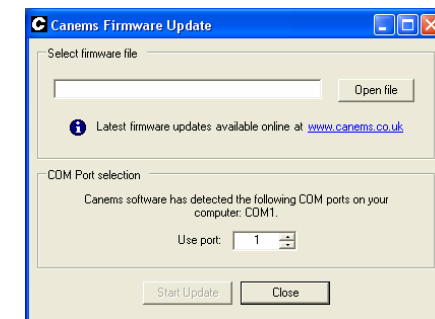 C Canems Firmware Update
Select firmware file
Open file
i Latest firmware updates available online at www.canems.co.uk
COM Port selection
Canems software has detected the following COM ports on your
computer: COM1.
Use port: 1
Start Update Close